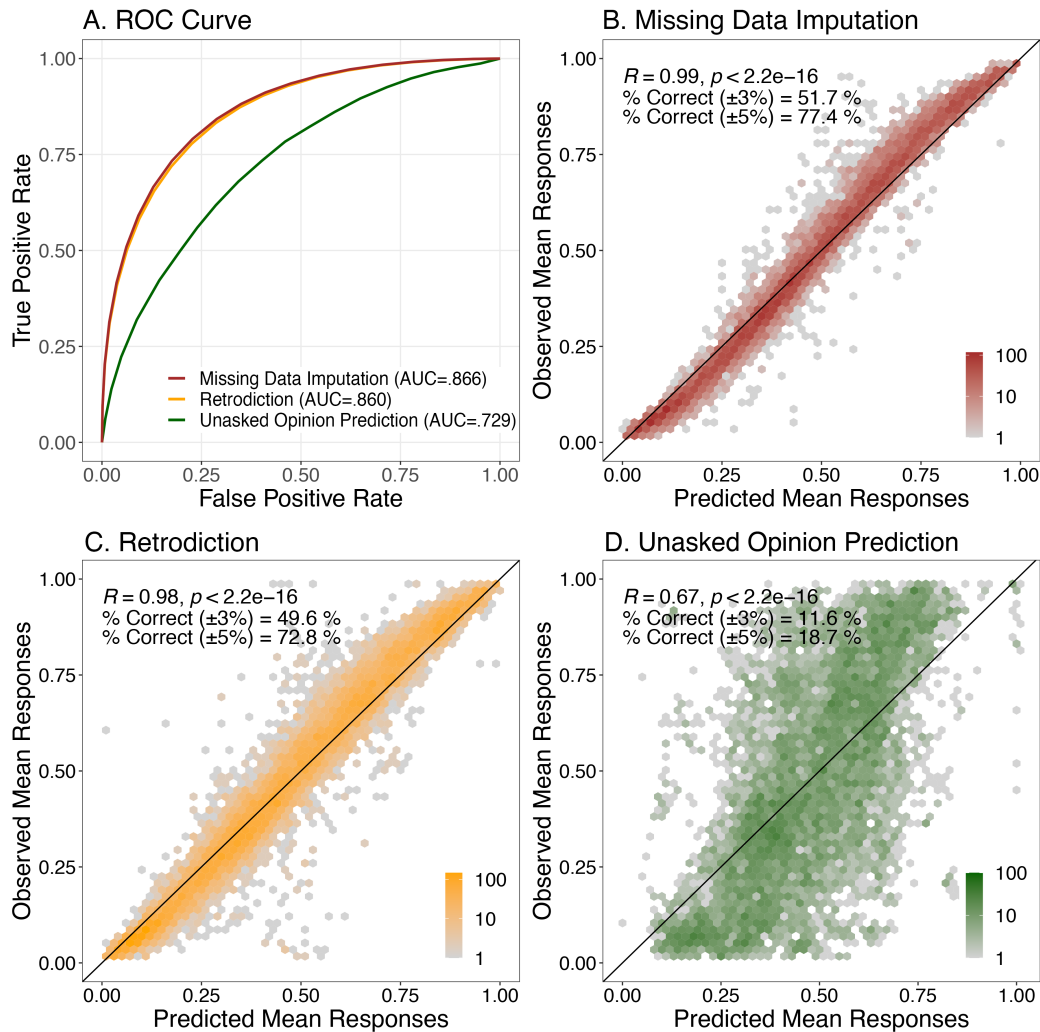 A. ROC Curve
True Positive Rate
1.00
0.75
0.50
0.25
0.00
Missing Data Imputation (AUC=.866)
Retrodiction (AUC=.860)
Unasked Opinion Prediction (AUC=.729)
0.00 0.25 0.50 0.75 1.00
False Positive Rate
B. Missing Data Imputation
Observed Mean Responses
1.00
0.75
0.50
0.25
0.00
R = 0.99, p < 2.2e−16
% Correct (±3%) = 51.7 %
% Correct (±5%) = 77.4 %
100
10
1
0.00 0.25 0.50 0.75 1.00
Predicted Mean Responses
C. Retrodiction
Observed Mean Responses
1.00
0.75
0.50
0.25
0.00
R = 0.98, p < 2.2e−16
% Correct (±3%) = 49.6 %
% Correct (±5%) = 72.8 %
100
10
1
0.00 0.25 0.50 0.75 1.00
Predicted Mean Responses
D. Unasked Opinion Prediction
Observed Mean Responses
1.00
0.75
0.50
0.25
0.00
R = 0.67, p < 2.2e−16
% Correct (±3%) = 11.6 %
% Correct (±5%) = 18.7 %
100
10
1
0.00 0.25 0.50 0.75 1.00
Predicted Mean Responses